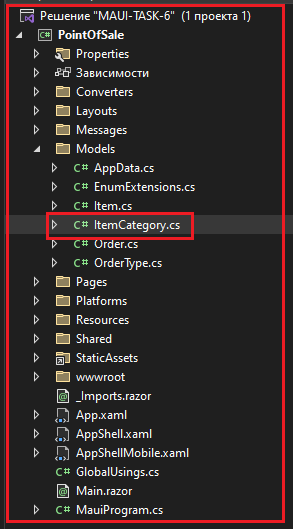 Решение "MAUI-TASK-6" (1 проекта 1)
PointOfSale
Properties
Зависимости
Converters
Layouts
Messages
Models
C# AppData.cs
C# EnumExtensions.cs
C# Item.cs
C# ItemCategory.cs
C# Order.cs
C# OrderType.cs
Pages
Platforms
Resources
Shared
StaticAssets
wwwroot
_Imports.razor
App.xaml
AppShell.xaml
AppShellMobile.xaml
C# GlobalUsings.cs
Main.razor
C# MauiProgram.cs